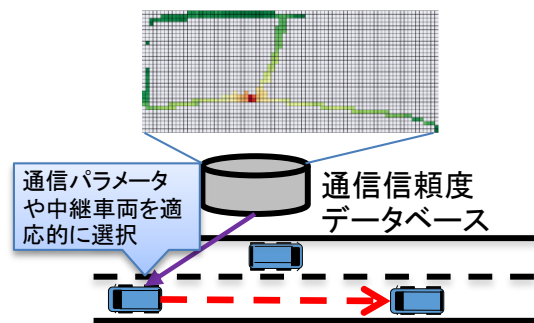 通信パラメータ
や中継車両を適
応的に選択
通信信頼度
データベース